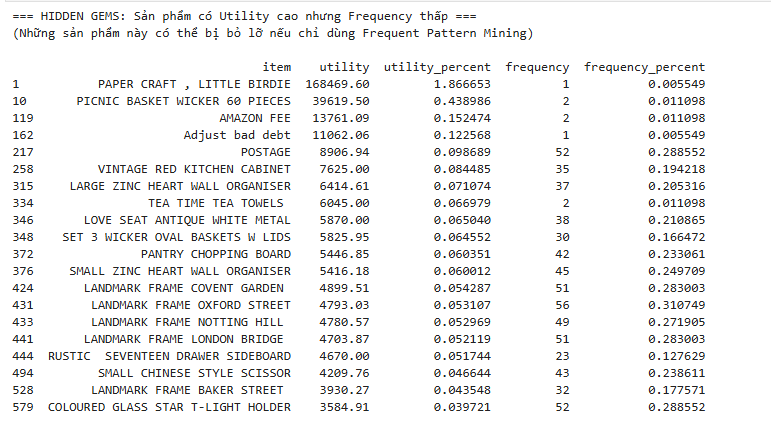 === HIDDEN GEMS: Sản phẩm có Utility cao nhưng Frequency thấp ===
(Những sản phẩm này có thể bị bỏ lỡ nếu chỉ dùng Frequent Pattern Mining)
item utility utility_percent frequency frequency_percent
1 PAPER CRAFT , LITTLE BIRDIE 168469.60 1.866653 1 0.005549
10 PICNIC BASKET WICKER 60 PIECES 39619.50 0.438986 2 0.011098
119 AMAZON FEE 13761.09 0.152474 2 0.011098
162 Adjust bad debt 11062.06 0.122568 1 0.005549
217 POSTAGE 8906.94 0.098689 52 0.288552
258 VINTAGE RED KITCHEN CABINET 7625.00 0.084485 35 0.194218
315 LARGE ZINC HEART WALL ORGANISER 6414.61 0.071074 37 0.205316
334 TEA TIME TEA TOWELS 6045.00 0.066979 2 0.011098
346 LOVE SEAT ANTIQUE WHITE METAL 5870.00 0.065040 38 0.210865
348 SET 3 WICKER OVAL BASKETS W LIDS 5825.95 0.064552 30 0.166472
372 PANTRY CHOPPING BOARD 5446.85 0.060351 42 0.233061
376 SMALL ZINC HEART WALL ORGANISER 5416.18 0.060012 45 0.249709
424 LANDMARK FRAME COVENT GARDEN 4899.51 0.054287 51 0.283003
431 LANDMARK FRAME OXFORD STREET 4793.03 0.053107 56 0.310749
433 LANDMARK FRAME NOTTING HILL 4780.57 0.052969 49 0.271905
441 LANDMARK FRAME LONDON BRIDGE 4703.87 0.052119 51 0.283003
444 RUSTIC  SEVENTEEN DRAWER SIDEBOARD 4670.00 0.051744 23 0.127629
494 SMALL CHINESE STYLE SCISSOR 4209.76 0.046644 43 0.238611
528 LANDMARK FRAME BAKER STREET 3930.27 0.043548 32 0.177571
579 COLOURED GLASS STAR T-LIGHT HOLDER 3584.91 0.039721 52 0.288552